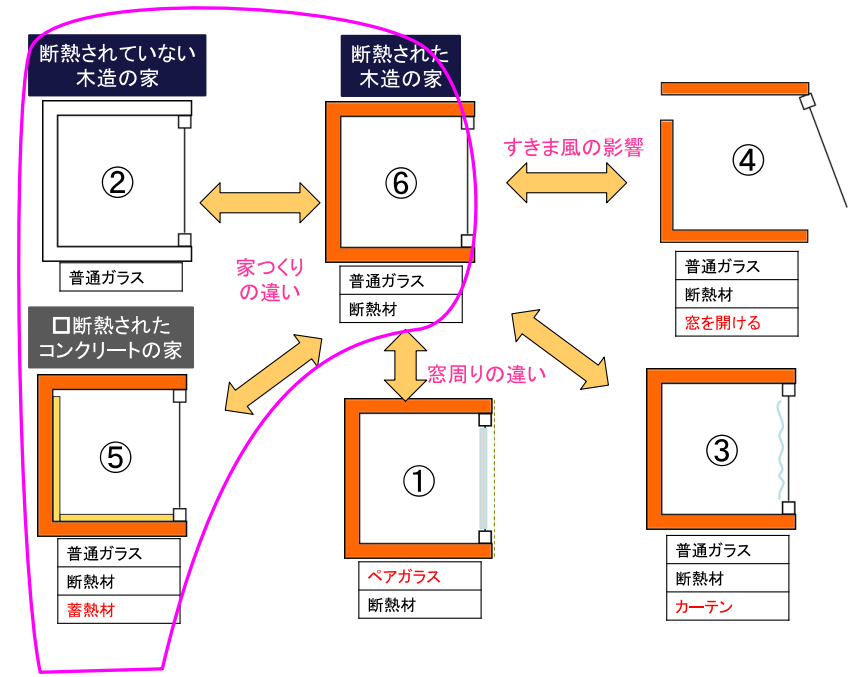 断熱されていない
木造の家
②
普通ガラス
断熱された
木造の家
⑥
普通ガラス
断熱材
すきま風の影響
④
普通ガラス
断熱材
窓を開ける
家つくり
の違い
ロ断熱された
コンクリートの家
⑤
普通ガラス
断熱材
蓄熱材
窓周りの違い
①
ペアガラス
断熱材
③
普通ガラス
断熱材
カーテン